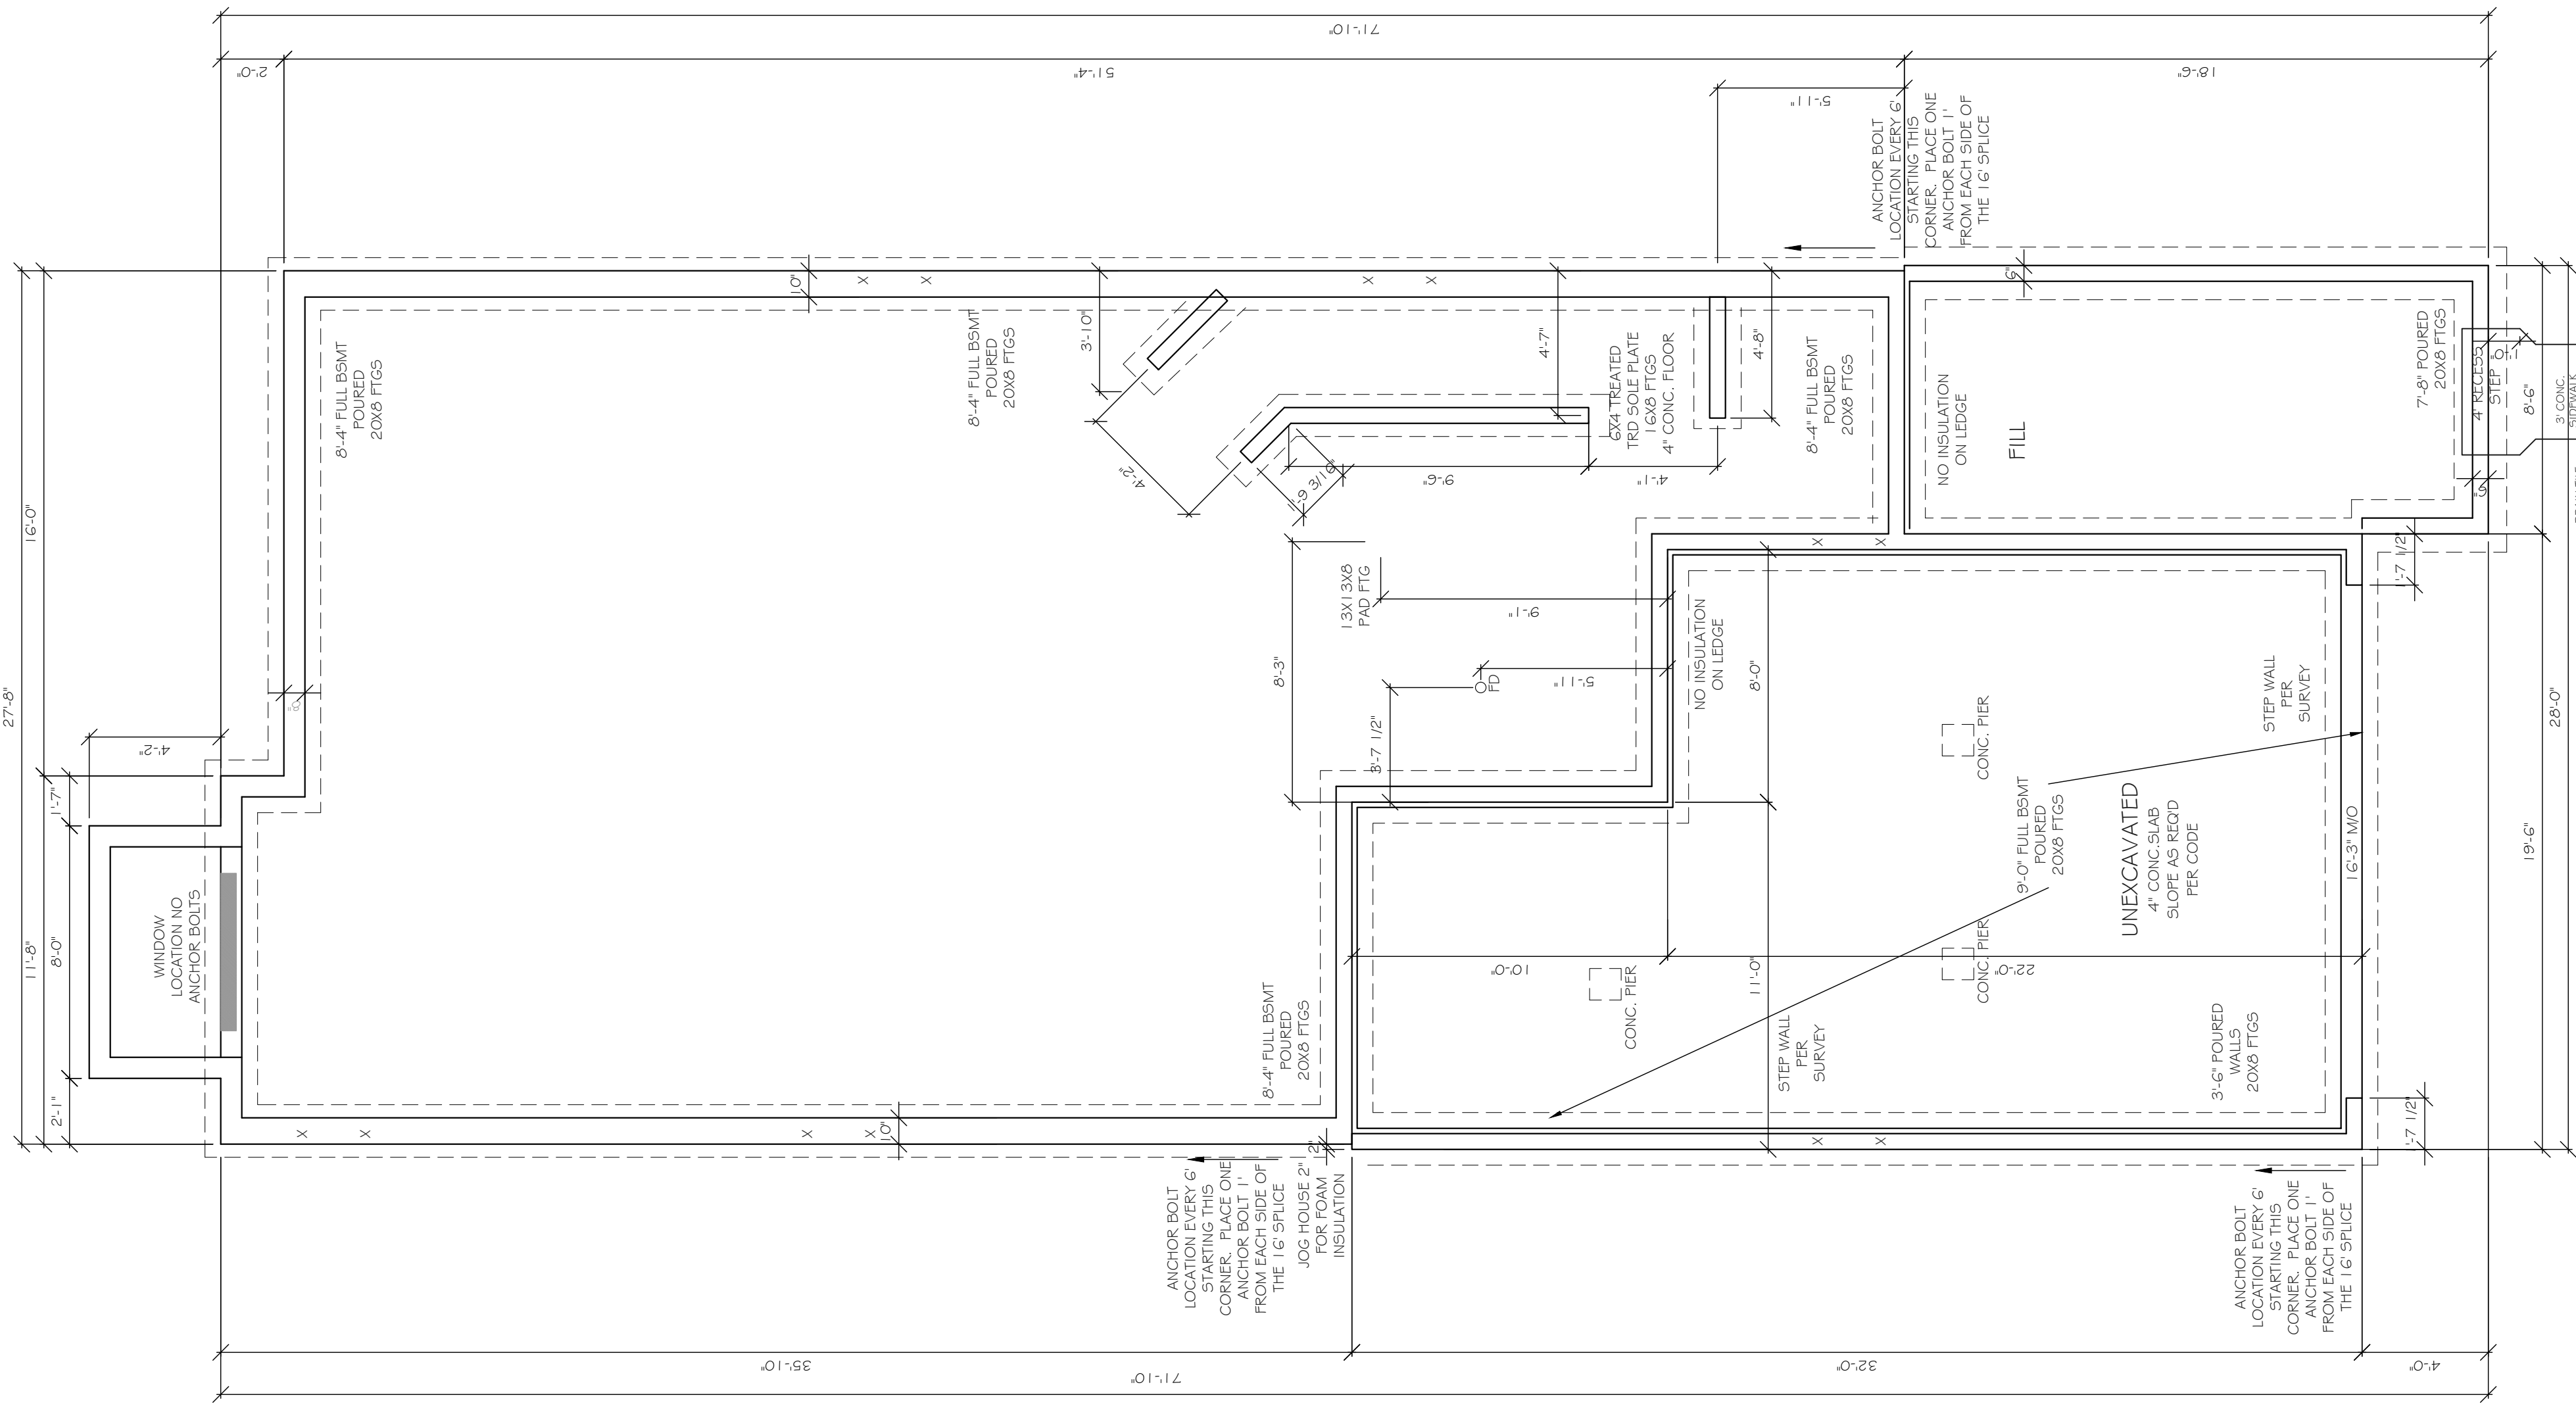 71'-10"
2'-0"
51'-4"
18'-6"
5'-11"
ANCHOR BOLT
LOCATION EVERY 6'
STARTING THIS
CORNER. PLACE ONE
ANCHOR BOLT 1'
FROM EACH SIDE OF
THE 16' SPLICE
27'-8"
16'-0"
11'-8"
1'-7"
8'-0"
2'-1"
4'-2"
8"
10"
X
X
X
X
8'-4" FULL BSMT
POURED
20X8 FTGS
8'-4" FULL BSMT
POURED
20X8 FTGS
3'-10"
4'-2"
1'-9 3/16"
4'-7"
9'-6"
4'-1"
6X4 TREATED
TRD SOLE PLATE
16X8 FTGS
4" CONC. FLOOR
4'-8"
8'-4" FULL BSMT
POURED
20X8 FTGS
6"
NO INSULATION
ON LEDGE
FILL
7'-8" POURED
20X8 FTGS
4' RECESS
STEP
1'-0"
8'-6"
3' CONC.
SIDEWALK
6"
1'-7 1/2"
X
X
8'-3"
13X13X8
PAD FTG
9'-1"
5'-11"
FD
3'-7 1/2"
NO INSULATION
ON LEDGE
8'-0"
CONC. PIER
STEP WALL
PER
SURVEY
28'-0"
19'-6"
9'-0" FULL BSMT
POURED
20X8 FTGS
UNEXCAVATED
4" CONC.SLAB
SLOPE AS REQ'D
PER CODE
16'-3" M/O
WINDOW
LOCATION NO
ANCHOR BOLTS
8'-4" FULL BSMT
POURED
20X8 FTGS
10'-0"
11'-0"
22'-0"
CONC. PIER
CONC. PIER
STEP WALL
PER
SURVEY
3'-6" POURED
WALLS
20X8 FTGS
1'-7 1/2"
X
X
X
X
10"
X
X
2"
ANCHOR BOLT
LOCATION EVERY 6'
STARTING THIS
CORNER. PLACE ONE
ANCHOR BOLT 1'
FROM EACH SIDE OF
THE 16' SPLICE
JOG HOUSE 2"
FOR FOAM
INSULATION
ANCHOR BOLT
LOCATION EVERY 6'
STARTING THIS
CORNER. PLACE ONE
ANCHOR BOLT 1'
FROM EACH SIDE OF
THE 16' SPLICE
35'-10"
32'-0"
4'-0"
71'-10"